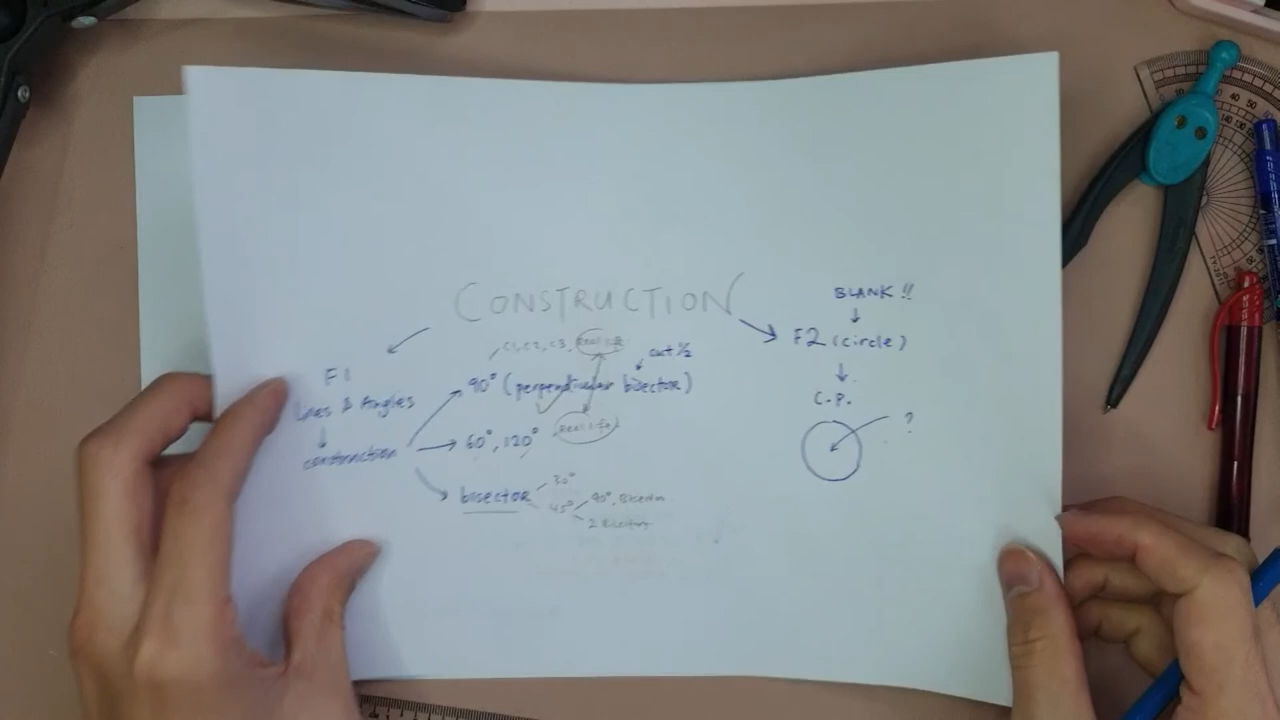 CONSTRUCTION
F1
Lines & Angles
↓
construction
C1, C2, C3, Real life
cut ½
90° (perpendicular bisector)
60°, 120°
Real life
bisector
30°
45°
90°, Bisector
2 Bisectors
BLANK !!
↓
F2 (circle)
↓
C.P.
?